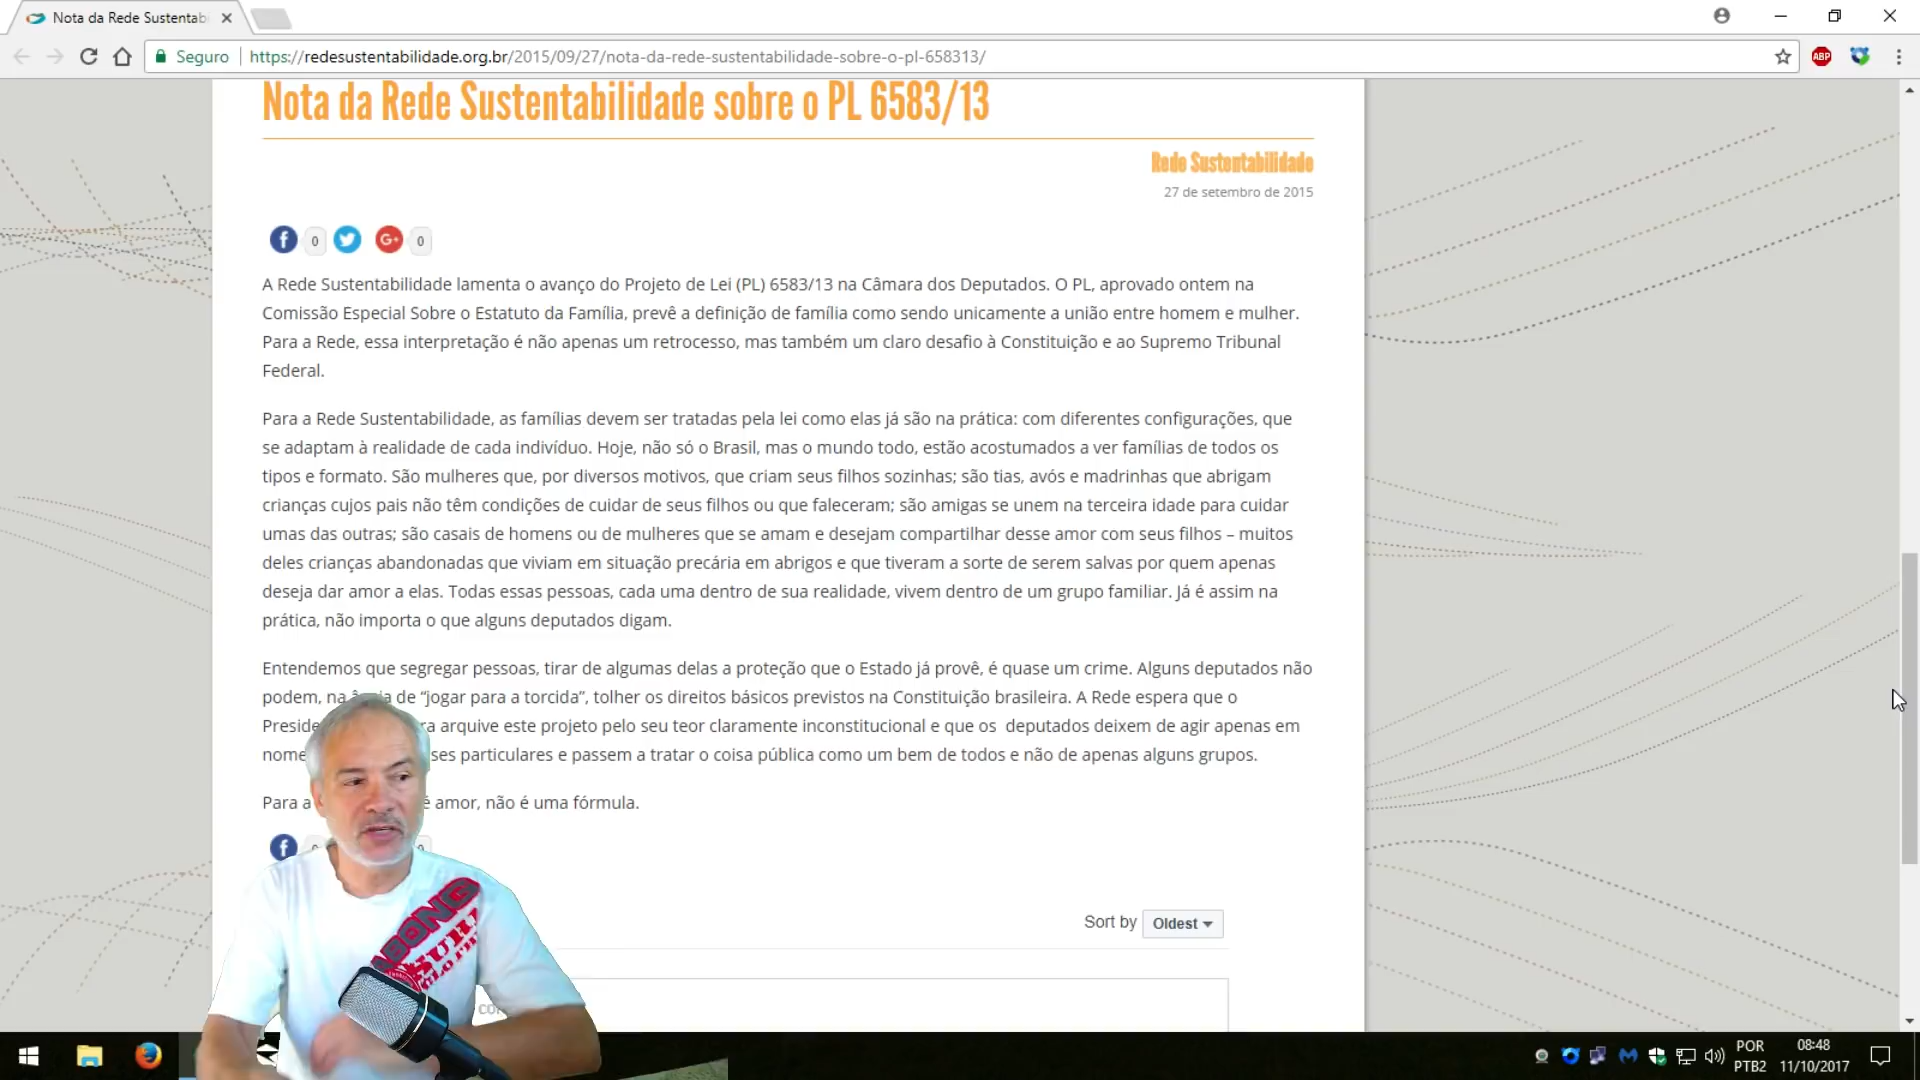 Nota da Rede Sustentab
Seguro
https://redesustentabilidade.org.br/2015/09/27/nota-da-rede-sustentabilidade-sobre-o-pl-658313/
ABP
Nota da Rede Sustentabilidade sobre o PL 6583/13
Rede Sustentabilidade
27 de setembro de 2015
f 0 G+ 0
A Rede Sustentabilidade lamenta o avanço do Projeto de Lei (PL) 6583/13 na Câmara dos Deputados. O PL, aprovado ontem na
Comissão Especial Sobre o Estatuto da Família, prevê a definição de família como sendo unicamente a união entre homem e mulher.
Para a Rede, essa interpretação é não apenas um retrocesso, mas também um claro desafio à Constituição e ao Supremo Tribunal
Federal.
Para a Rede Sustentabilidade, as famílias devem ser tratadas pela lei como elas já são na prática: com diferentes configurações, que
se adaptam à realidade de cada indivíduo. Hoje, não só o Brasil, mas o mundo todo, estão acostumados a ver famílias de todos os
tipos e formato. São mulheres que, por diversos motivos, que criam seus filhos sozinhas; são tias, avós e madrinhas que abrigam
crianças cujos pais não têm condições de cuidar de seus filhos ou que faleceram; são amigas se unem na terceira idade para cuidar
umas das outras; são casais de homens ou de mulheres que se amam e desejam compartilhar desse amor com seus filhos – muitos
deles crianças abandonadas que viviam em situação precária em abrigos e que tiveram a sorte de serem salvas por quem apenas
deseja dar amor a elas. Todas essas pessoas, cada uma dentro de sua realidade, vivem dentro de um grupo familiar. Já é assim na
prática, não importa o que alguns deputados digam.
Entendemos que segregar pessoas, tirar de algumas delas a proteção que o Estado já provê, é quase um crime. Alguns deputados não
podem, na de “jogar para a torcida”, tolher os direitos básicos previstos na Constituição brasileira. A Rede espera que o
Preside ra arquive este projeto pelo seu teor claramente inconstitucional e que os deputados deixem de agir apenas em
nome ses particulares e passem a tratar o coisa pública como um bem de todos e não de apenas alguns grupos.
Para a é amor, não é uma fórmula.
f
Sort by Oldest
POR
PTB2
08:48
11/10/2017